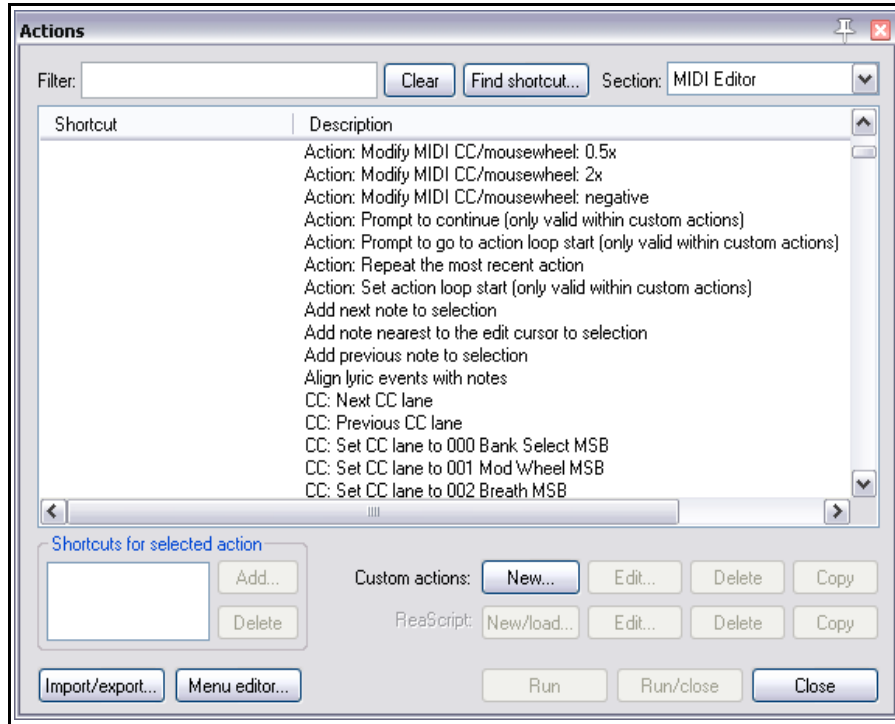 Actions
Filter: Clear Find shortcut... Section: MIDI Editor
Shortcut Description
Action: Modify MIDI CC/mousewheel: 0.5x
Action: Modify MIDI CC/mousewheel: 2x
Action: Modify MIDI CC/mousewheel: negative
Action: Prompt to continue (only valid within custom actions)
Action: Prompt to go to action loop start (only valid within custom actions)
Action: Repeat the most recent action
Action: Set action loop start (only valid within custom actions)
Add next note to selection
Add note nearest to the edit cursor to selection
Add previous note to selection
Align lyric events with notes
CC: Next CC lane
CC: Previous CC lane
CC: Set CC lane to 000 Bank Select MSB
CC: Set CC lane to 001 Mod Wheel MSB
CC: Set CC lane to 002 Breath MSB
Shortcuts for selected action
Add... Custom actions: New... Edit... Delete Copy
Delete ReaScript: New/load... Edit... Delete Copy
Import/export... Menu editor... Run Run/close Close